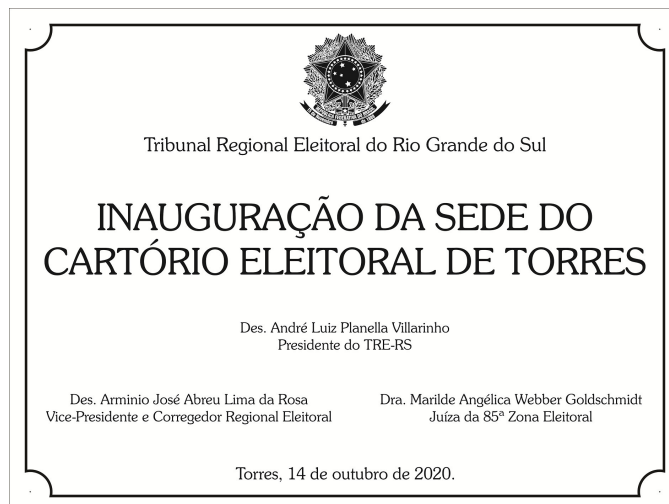 Tribunal Regional Eleitoral do Rio Grande do Sul
INAUGURAÇÃO DA SEDE DO
CARTÓRIO ELEITORAL DE TORRES
Des. André Luiz Planella Villarinho
Presidente do TRE-RS
Des. Arminio José Abreu Lima da Rosa
Vice-Presidente e Corregedor Regional Eleitoral
Dra. Marilde Angélica Webber Goldschmidt
Juíza da 85ª Zona Eleitoral
Torres, 14 de outubro de 2020.